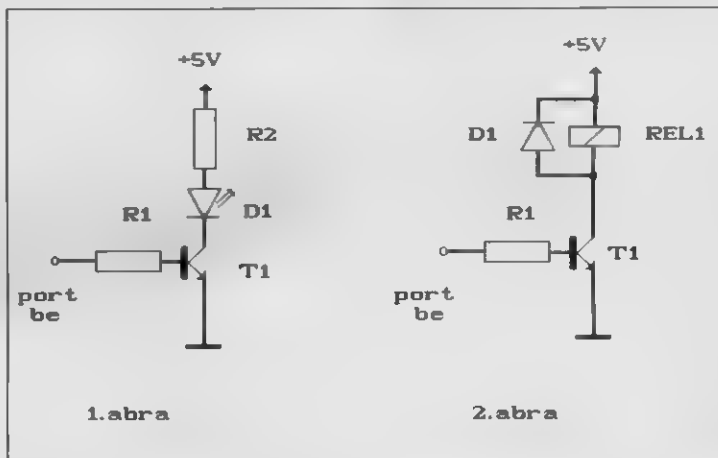 +5V
R2
D1
R1
T1
port
be
1.abra
+5V
D1
REL1
R1
T1
port
be
2.abra